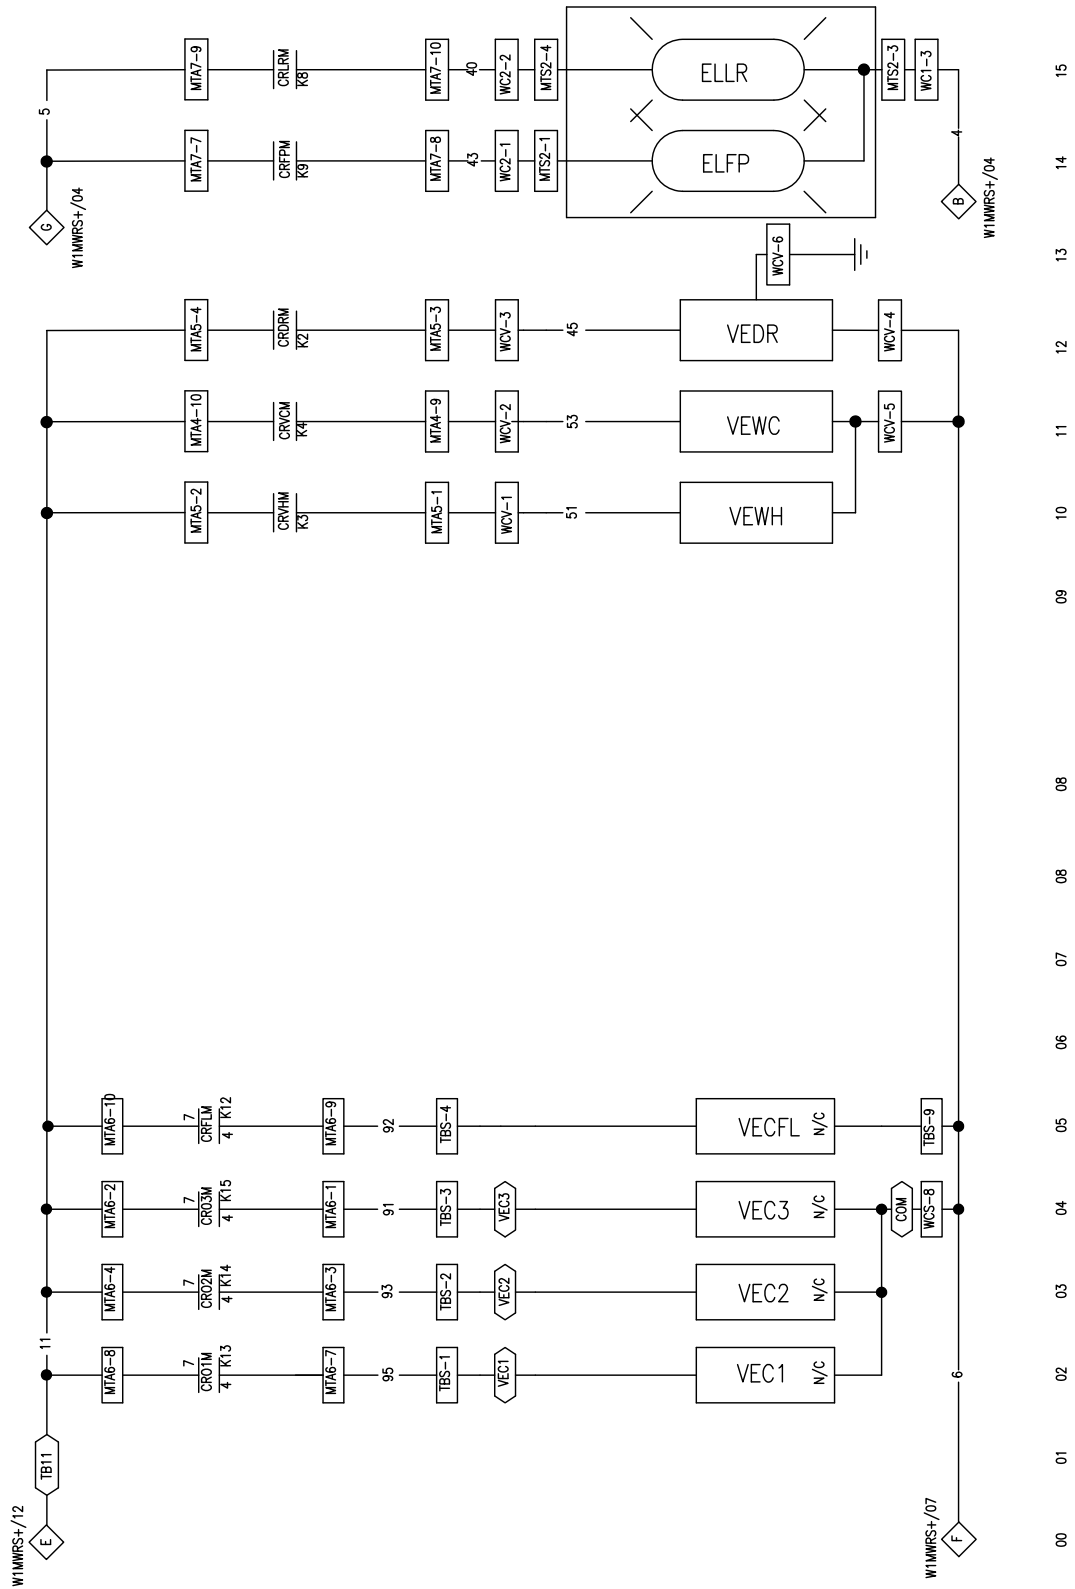 W1MWRS+/12
E
TB11
11
MTA6-8
7
CR01M
4 K13
MTA6-7
95
TBS-1
VEC1
VEC1
N/C
MTA6-4
7
CR02M
4 K14
MTA6-3
93
TBS-2
VEC2
VEC2
N/C
MTA6-2
7
CR03M
4 K15
MTA6-1
91
TBS-3
VEC3
VEC3
N/C
COM
WCS-8
MTA6-10
7
CRFLM
4 K12
MTA6-9
92
TBS-4
VECFL
N/C
TBS-9
W1MWRS+/07
F
6
MTA5-2
CRVHM
K3
MTA5-1
WCV-1
51
VEWH
MTA4-10
CRVCM
K4
MTA4-9
WCV-2
53
VEWC
WCV-5
MTA5-4
CRDRM
K2
MTA5-3
WCV-3
45
VEDR
WCV-4
WCV-6
G
W1MWRS+/04
5
MTA7-7
CRFPM
K9
MTA7-8
43
WC2-1
MTS2-1
ELFP
MTA7-9
CRLRM
K8
MTA7-10
40
WC2-2
MTS2-4
ELLR
MTS2-3
WC1-3
4
B
W1MWRS+/04
00
01
02
03
04
05
06
07
08
08
09
10
11
12
13
14
15